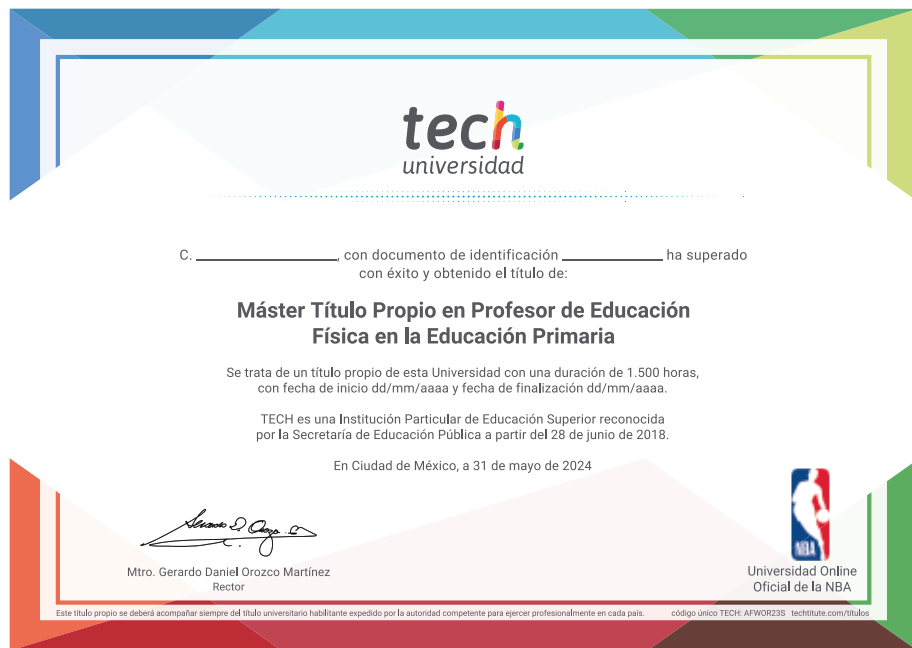 tech
universidad
C. ________________, con documento de identificación ____________ ha superado
con éxito y obtenido el título de:
Máster Título Propio en Profesor de Educación
Física en la Educación Primaria
Se trata de un título propio de esta Universidad con una duración de 1.500 horas,
con fecha de inicio dd/mm/aaaa y fecha de finalización dd/mm/aaaa.
TECH es una Institución Particular de Educación Superior reconocida
por la Secretaría de Educación Pública a partir del 28 de junio de 2018.
En Ciudad de México, a 31 de mayo de 2024
Mtro. Gerardo Daniel Orozco Martínez
Rector
NBA
Universidad Online
Oficial de la NBA
Este título propio se deberá acompañar siempre del título universitario habilitante expedido por la autoridad competente para ejercer profesionalmente en cada país. código único TECH: AFWOR23S techtitute.com/titulos